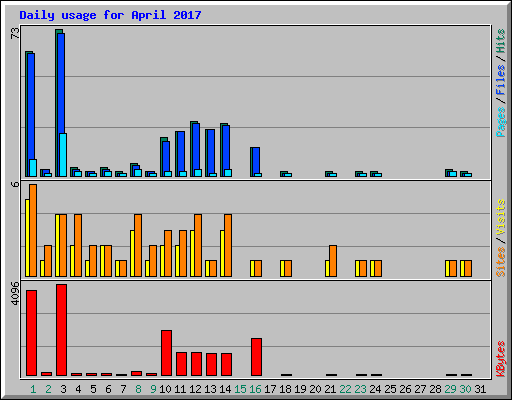 Daily usage for April 2017
73
Pages/Files/Hits
6
Sites/Visits
4096
KBytes
1 2 3 4 5 6 7 8 9 10 11 12 13 14 15 16 17 18 19 20 21 22 23 24 25 26 27 28 29 30 31